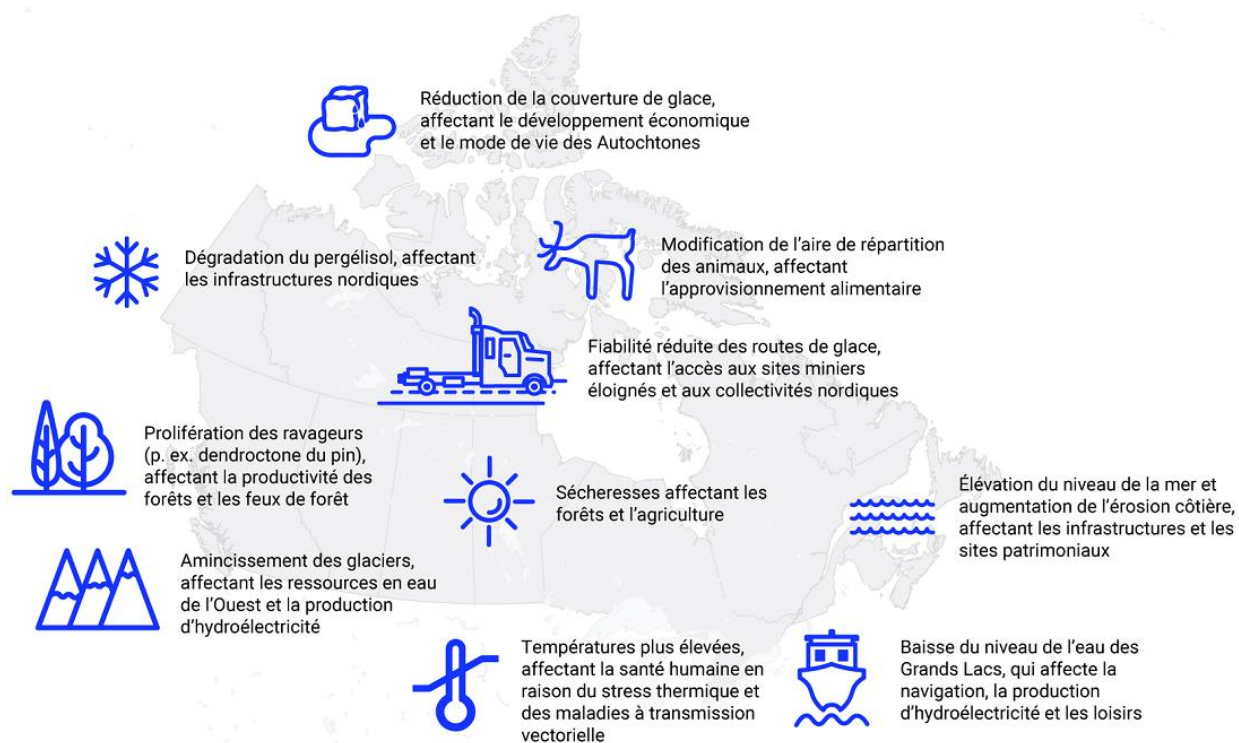 Réduction de la couverture de glace,
affectant le développement économique
et le mode de vie des Autochtones
Dégradation du pergélisol, affectant
les infrastructures nordiques
Modification de l'aire de répartition
des animaux, affectant
l'approvisionnement alimentaire
Fiabilité réduite des routes de glace,
affectant l'accès aux sites miniers
éloignés et aux collectivités nordiques
Prolifération des ravageurs
(p. ex. dendroctone du pin),
affectant la productivité des
forêts et les feux de forêt
Sécheresses affectant les
forêts et l'agriculture
Élévation du niveau de la mer et
augmentation de l'érosion côtière,
affectant les infrastructures et les
sites patrimoniaux
Amincissement des glaciers,
affectant les ressources en eau
de l'Ouest et la production
d'hydroélectricité
Températures plus élevées,
affectant la santé humaine en
raison du stress thermique et
des maladies à transmission
vectorielle
Baisse du niveau de l'eau des
Grands Lacs, qui affecte la
navigation, la production
d'hydroélectricité et les loisirs